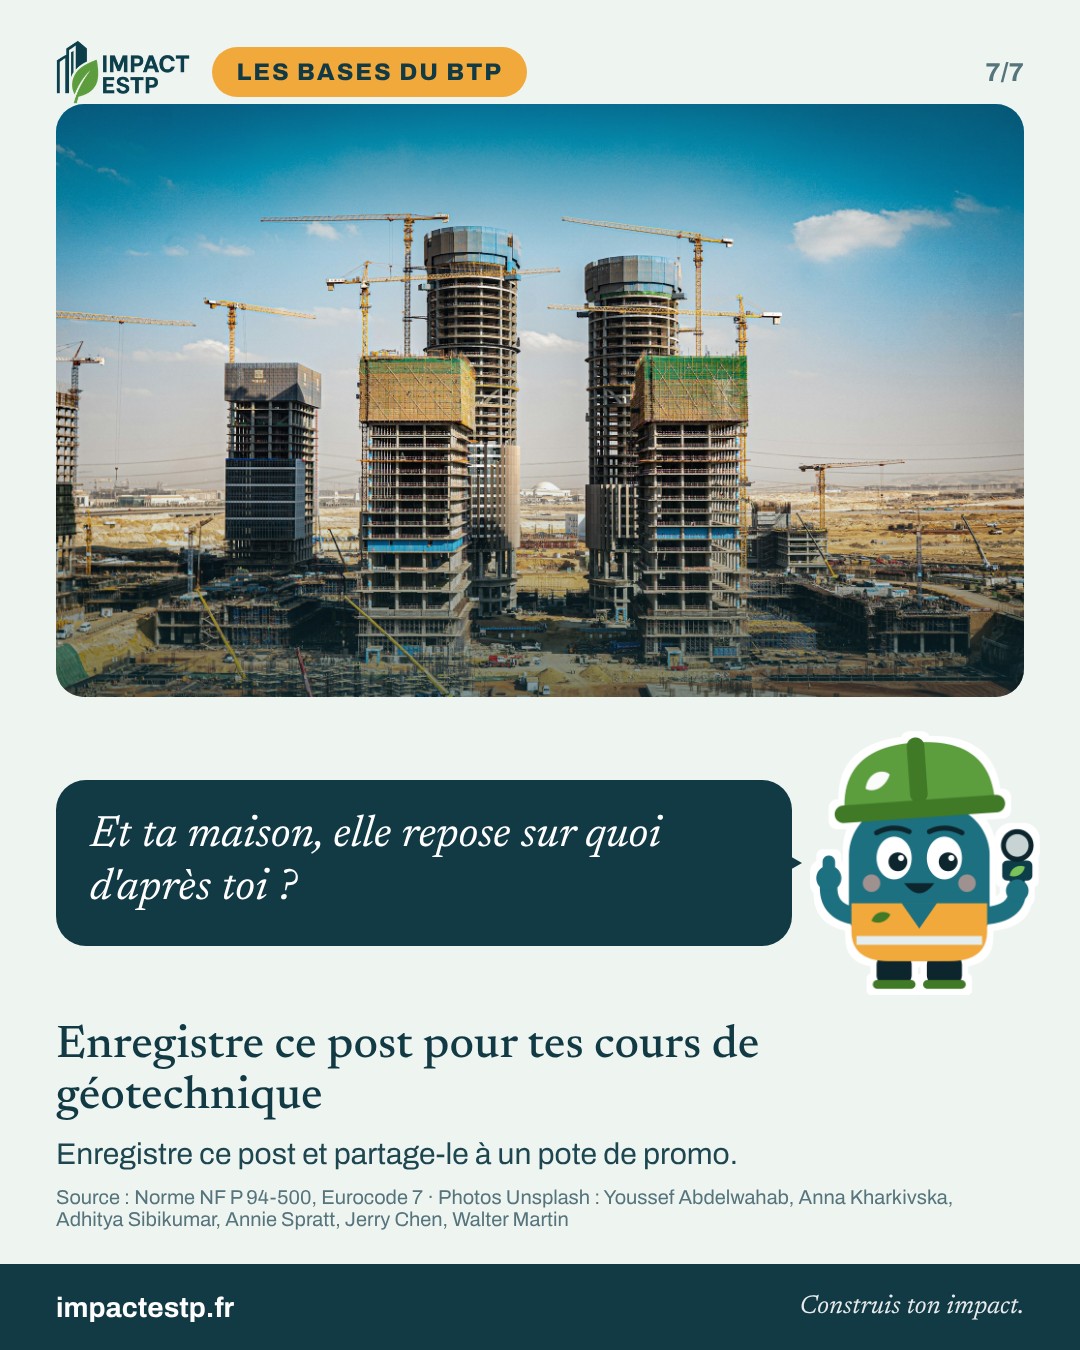 IMPACT
ESTP
LES BASES DU BTP
7/7
Et ta maison, elle repose sur quoi
d'après toi ?
Enregistre ce post pour tes cours de
géotechnique
Enregistre ce post et partage-le à un pote de promo.
Source : Norme NF P 94-500, Eurocode 7 · Photos Unsplash : Youssef Abdelwahab, Anna Kharkivska,
Adhitya Sibikumar, Annie Spratt, Jerry Chen, Walter Martin
impactestp.fr
Construis ton impact.